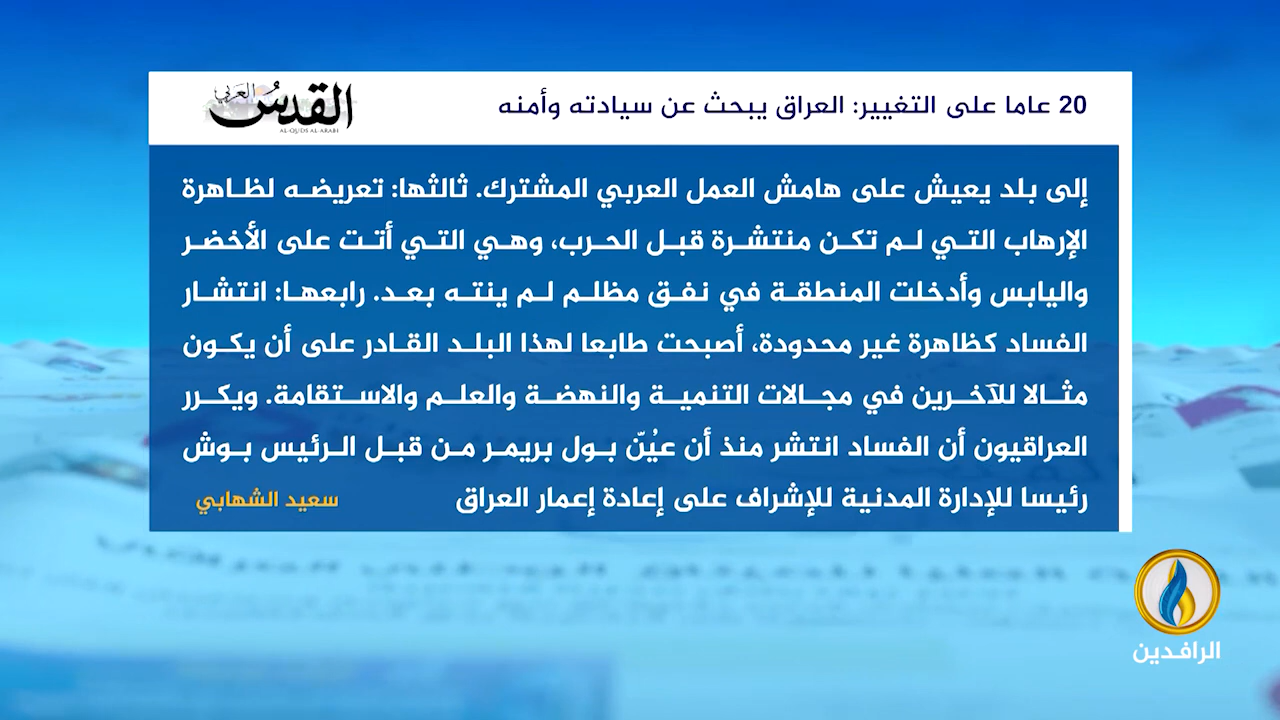 20 عاما على التغيير: العراق يبحث عن سيادته وأمنه
القدس العربي
AL-QUDS AL-ARABI
إلى بلد يعيش على هامش العمل العربي المشترك. ثالثها: تعريضه لظاهرة
الإرهاب التي لم تكن منتشرة قبل الحرب، وهي التي أتت على الأخضر
واليابس وأدخلت المنطقة في نفق مظلم لم ينته بعد. رابعها: انتشار
الفساد كظاهرة غير محدودة، أصبحت طابعا لهذا البلد القادر على أن يكون
مثالا للآخرين في مجالات التنمية والنهضة والعلم والاستقامة. ويكرر
العراقيون أن الفساد انتشر منذ أن عيُنّ بول بريمر من قبل الرئيس بوش
رئيسا للإدارة المدنية للإشراف على إعادة إعمار العراق
سعيد الشهابي
الرافدين